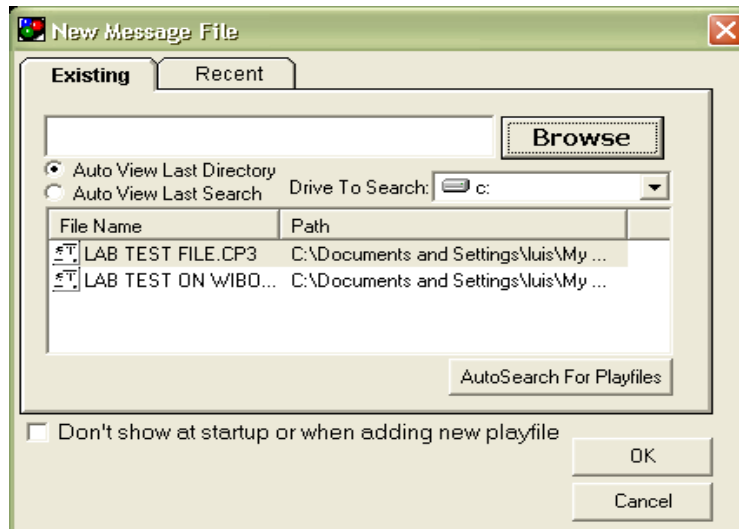 New Message File
Existing Recent
Browse
Auto View Last Directory
Auto View Last Search
Drive To Search: c:
File Name Path
LAB TEST FILE.CP3 C:\Documents and Settings\luis\My ...
LAB TEST ON WIBO... C:\Documents and Settings\luis\My ...
AutoSearch For Playfiles
Don't show at startup or when adding new playfile
OK
Cancel